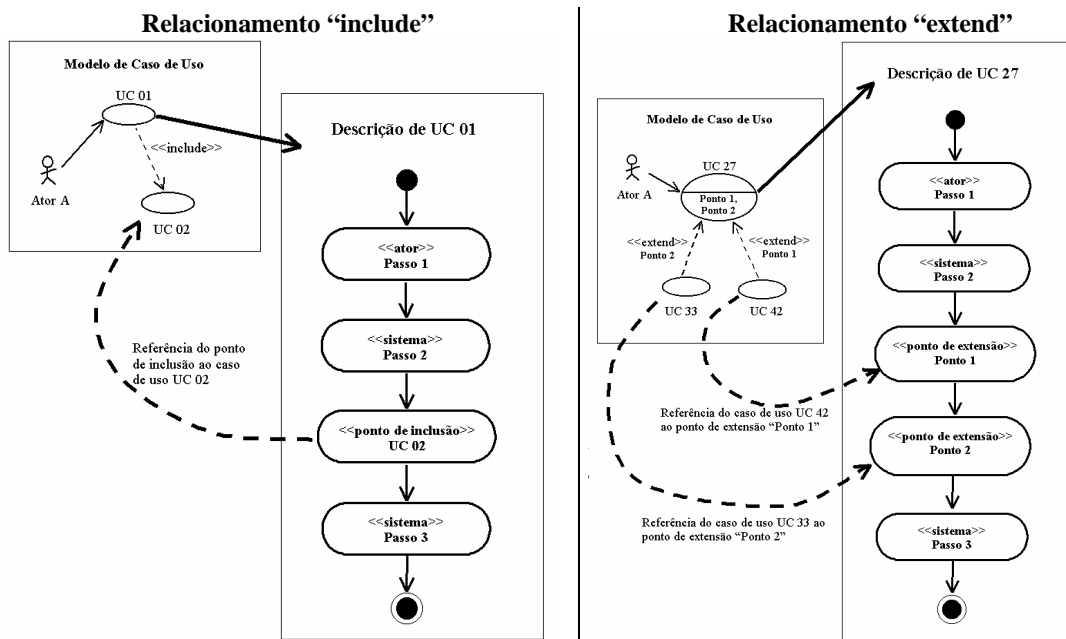 Relacionamento “include”
Modelo de Caso de Uso
UC 01
<<include>>
Ator A
UC 02
Referência do ponto
de inclusão ao caso
de uso UC 02
Descrição de UC 01
<<ator>>
Passo 1
<<sistema>>
Passo 2
<<ponto de inclusão>>
UC 02
<<sistema>>
Passo 3
Relacionamento “extend”
Modelo de Caso de Uso
UC 27
Ator A
Ponto 1,
Ponto 2
<<extend>>
Ponto 2
<<extend>>
Ponto 1
UC 33
UC 42
Referência do caso de uso UC 42
ao ponto de extensão “Ponto 1”
Referência do caso de uso UC 33 ao
ponto de extensão “Ponto 2”
Descrição de UC 27
<<ator>>
Passo 1
<<sistema>>
Passo 2
<<ponto de extensão>>
Ponto 1
<<ponto de extensão>>
Ponto 2
<<sistema>>
Passo 3